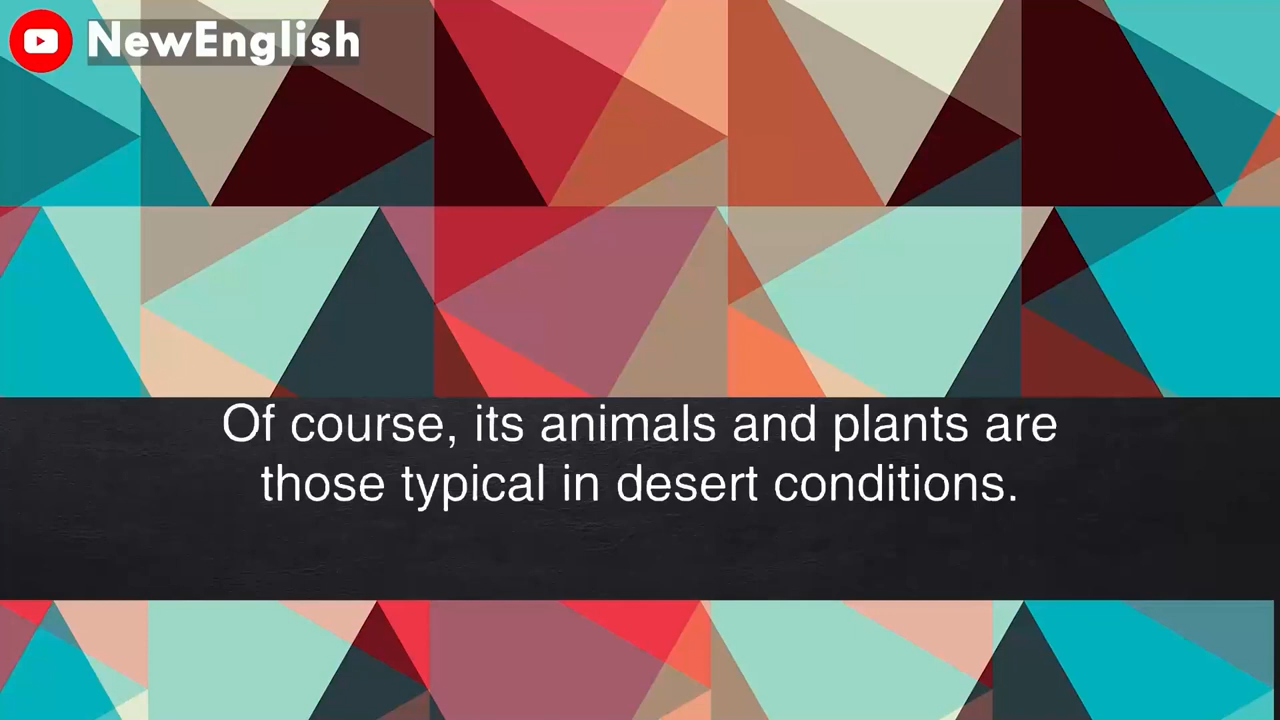 NewEnglish
Of course, its animals and plants are
those typical in desert conditions.